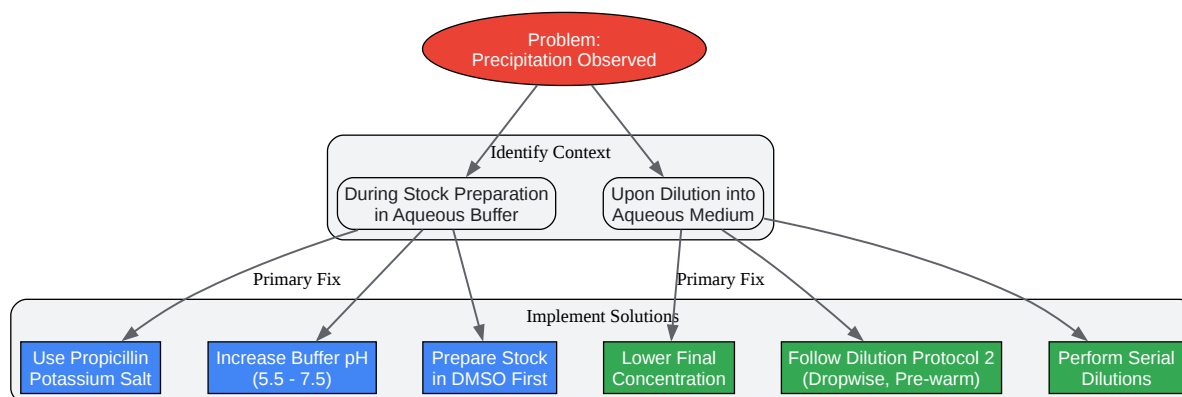 Problem:
Precipitation Observed
Identify Context
During Stock Preparation
in Aqueous Buffer
Upon Dilution into
Aqueous Medium
Primary Fix
Primary Fix
Implement Solutions
Use Propicillin
Potassium Salt
Increase Buffer pH
(5.5 - 7.5)
Prepare Stock
in DMSO First
Lower Final
Concentration
Follow Dilution Protocol 2
(Dropwise, Pre-warm)
Perform Serial
Dilutions